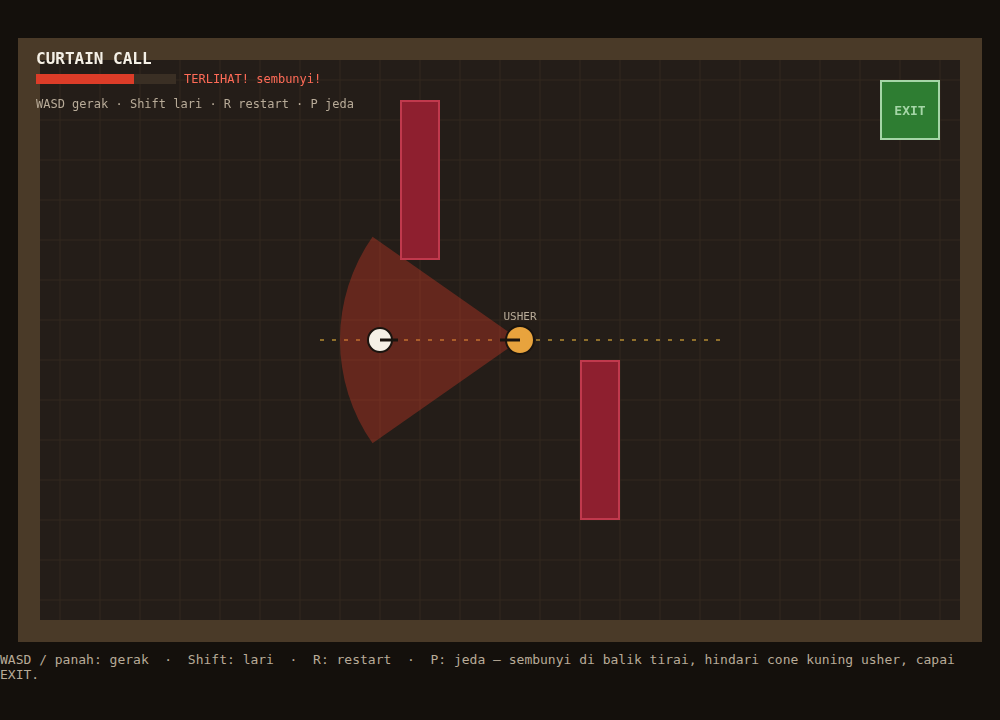 CURTAIN CALL
TERLIHAT! sembunyi!
WASD gerak · Shift lari · R restart · P jeda
EXIT
USHER
WASD / panah: gerak · Shift: lari · R: restart · P: jeda — sembunyi di balik tirai, hindari cone kuning usher, capai
EXIT.